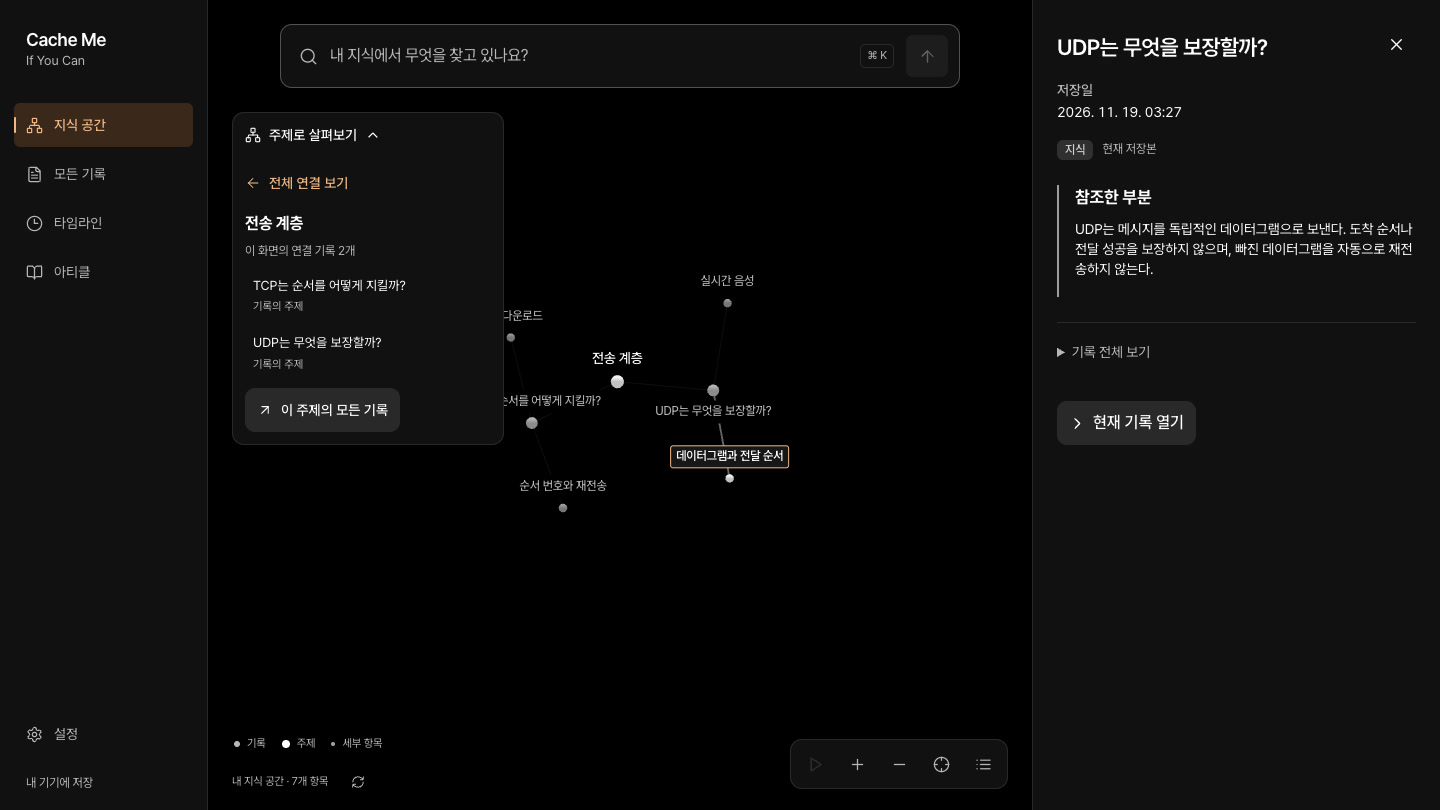 Cache Me
If You Can
지식 공간
모든 기록
타임라인
아티클
설정
내 기기에 저장
내 지식에서 무엇을 찾고 있나요?
⌘ K
주제로 살펴보기
전체 연결 보기
전송 계층
이 화면의 연결 기록 2개
TCP는 순서를 어떻게 지킬까?
기록의 주제
UDP는 무엇을 보장할까?
기록의 주제
이 주제의 모든 기록
실시간 음성
다운로드
전송 계층
순서를 어떻게 지킬까?
UDP는 무엇을 보장할까?
데이터그램과 전달 순서
순서 번호와 재전송
기록
주제
세부 항목
내 지식 공간 · 7개 항목
UDP는 무엇을 보장할까?
저장일
2026. 11. 19. 03:27
지식
현재 저장본
참조한 부분
UDP는 메시지를 독립적인 데이터그램으로 보낸다. 도착 순서나
전달 성공을 보장하지 않으며, 빠진 데이터그램을 자동으로 재전
송하지 않는다.
기록 전체 보기
현재 기록 열기